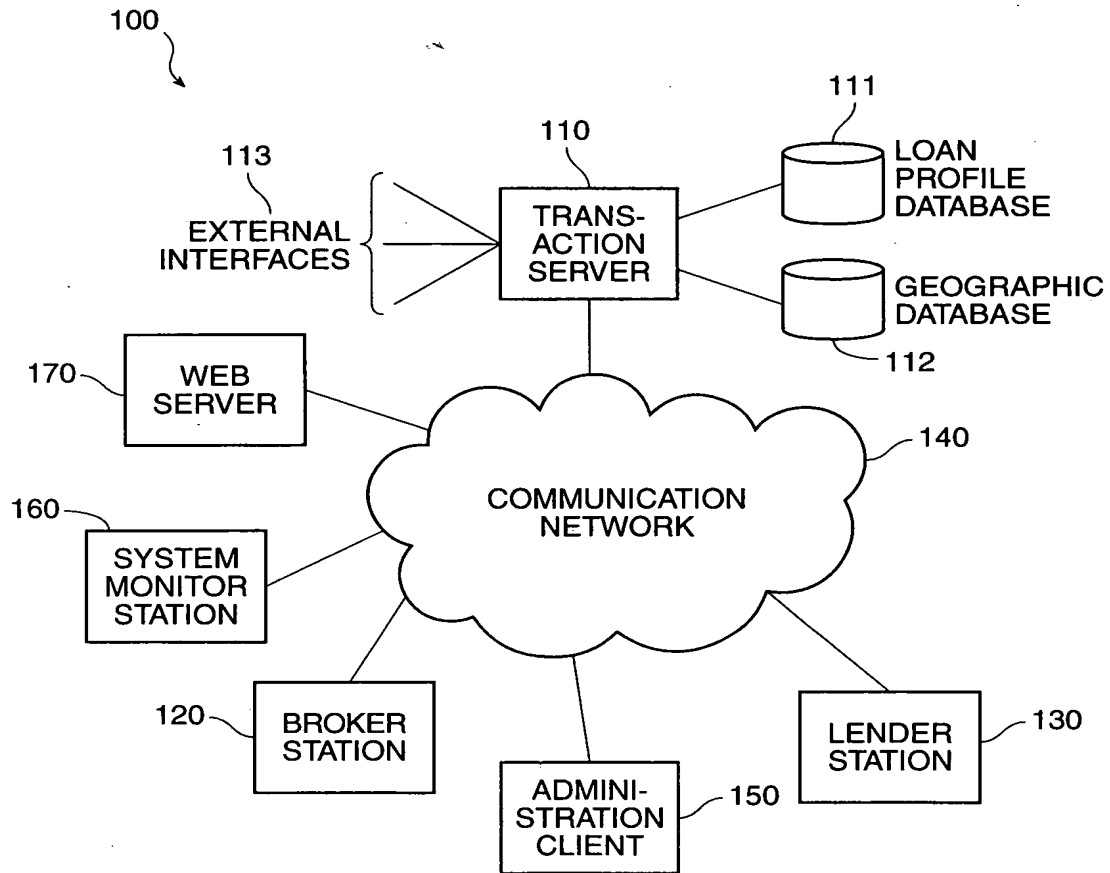 100
113
EXTERNAL
INTERFACES
110
TRANS-
ACTION
SERVER
111
LOAN
PROFILE
DATABASE
GEOGRAPHIC
DATABASE
112
170
WEB
SERVER
140
COMMUNICATION
NETWORK
160
SYSTEM
MONITOR
STATION
120
BROKER
STATION
ADMINI-
STRATION
CLIENT
150
LENDER
STATION
130